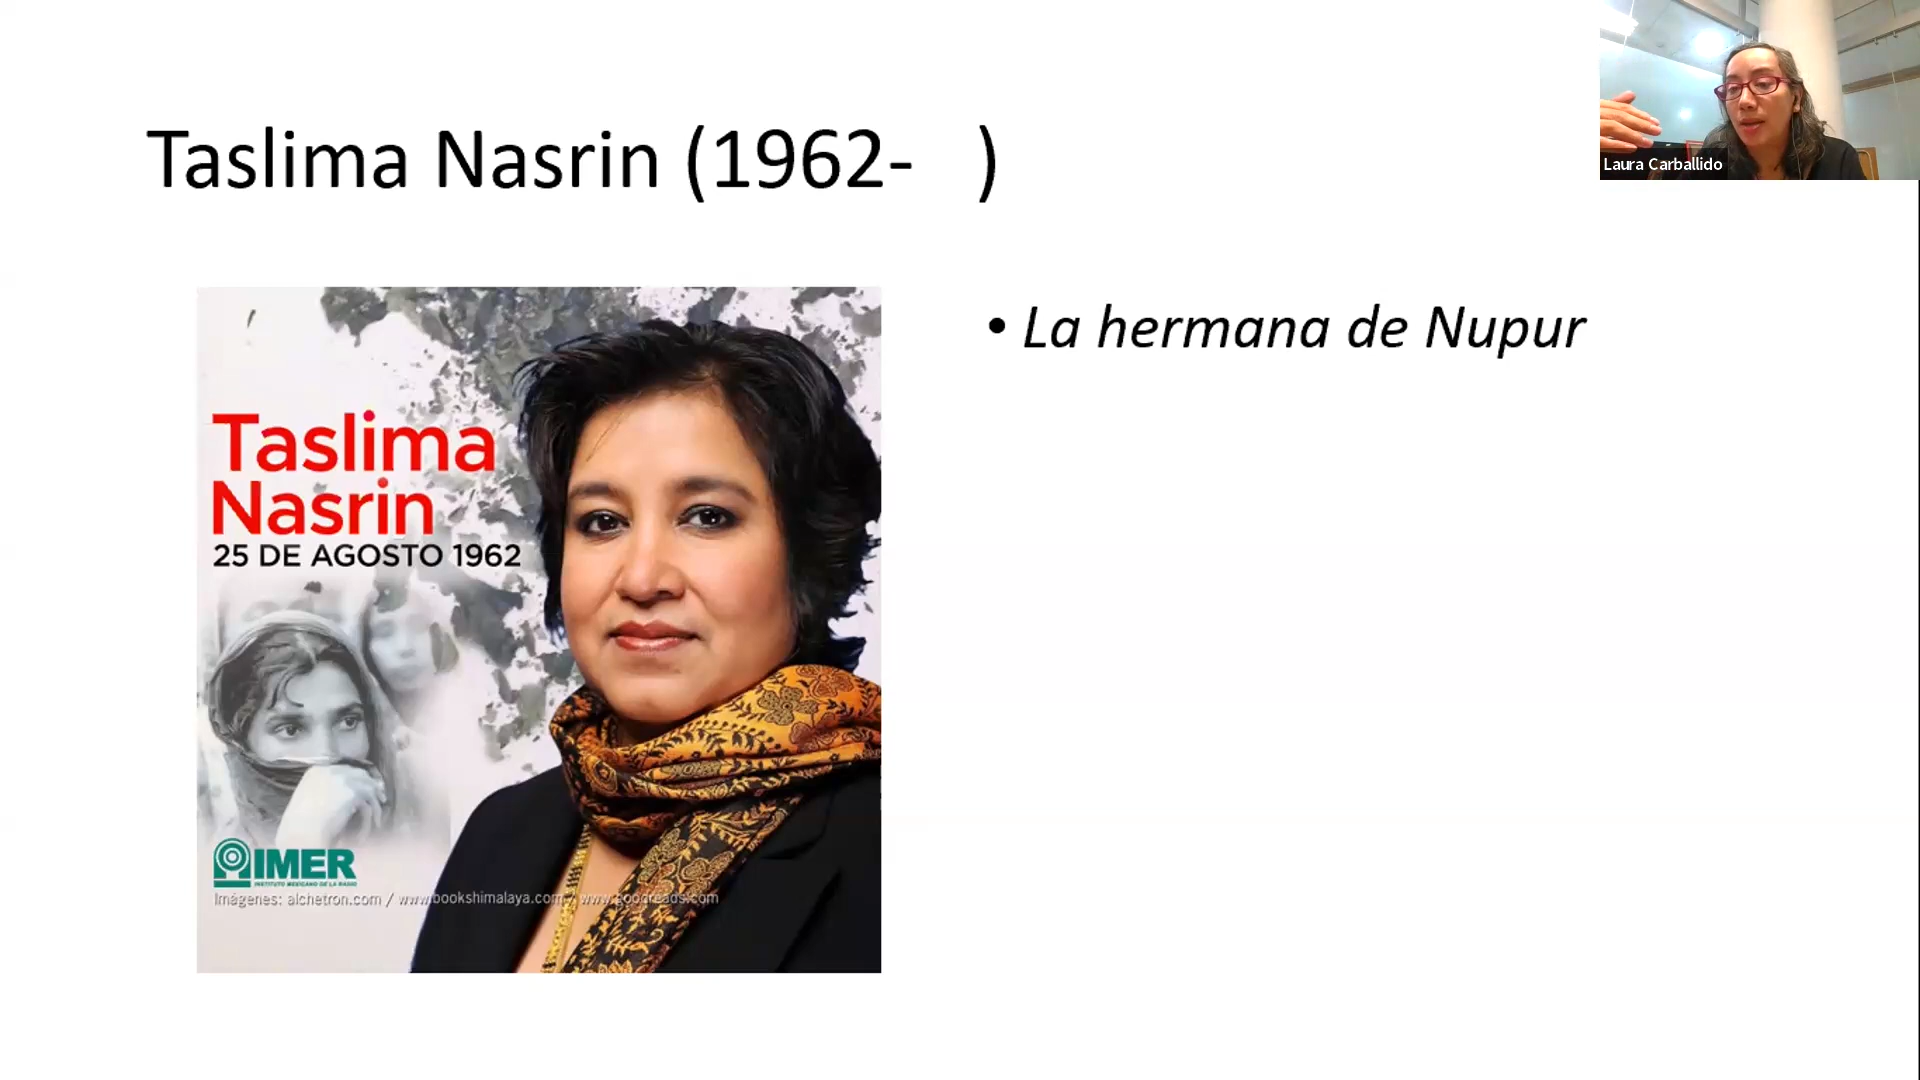 Taslima Nasrin (1962-   )
Laura Carballido
• La hermana de Nupur
Taslima
Nasrin
25 DE AGOSTO 1962
IMER
INSTITUTO MEXICANO DE LA RADIO
Imágenes: alchetron.com / www.bookshimalaya.com / www.goodreads.com